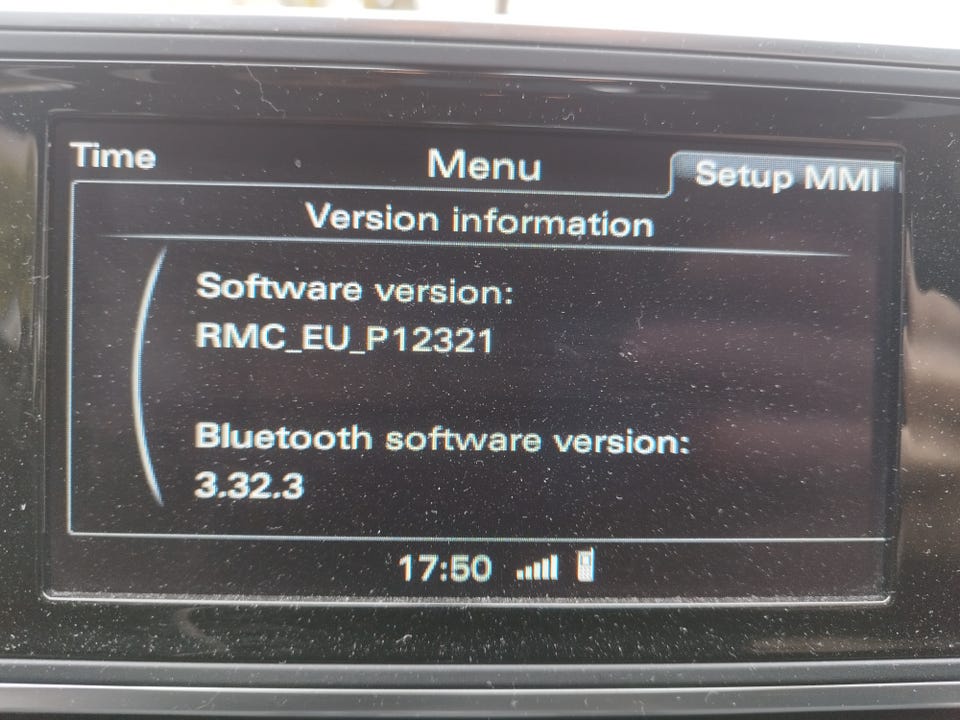 Time
Menu
Setup MMI
Version information
Software version:
RMC_EU_P12321
Bluetooth software version:
3.32.3
17:50